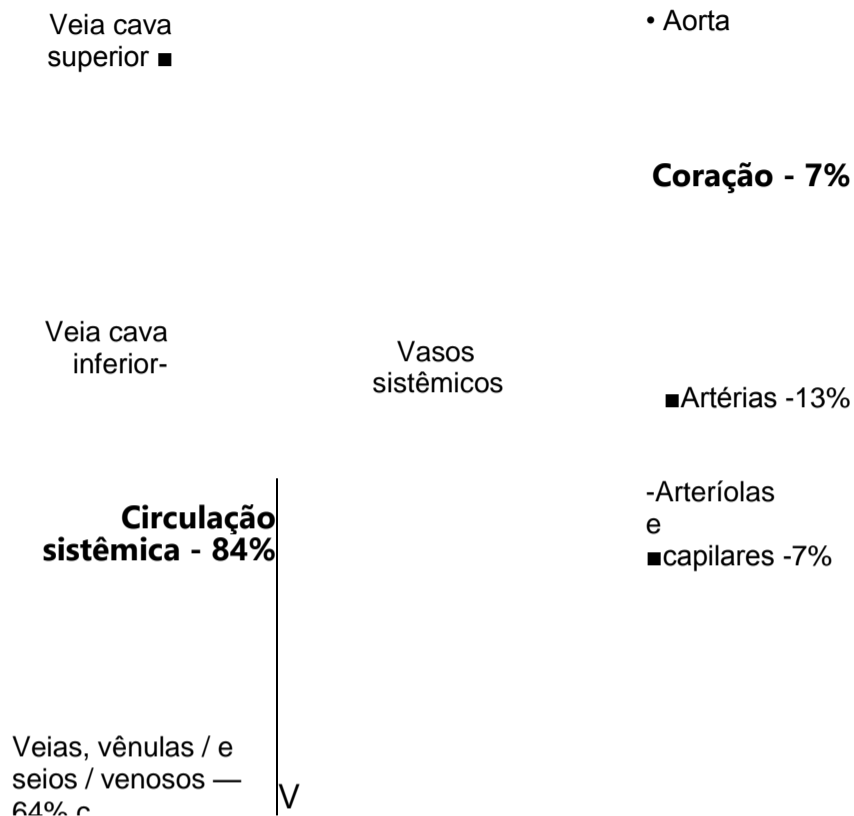 Veia cava
superior ■
• Aorta
Coração - 7%
Veia cava
inferior-
Vasos
sistêmicos
■Artérias -13%
Circulação
sistêmica - 84%
-Arteríolas
e
■capilares -7%
Veias, vênulas / e
seios / venosos —
64% c
V